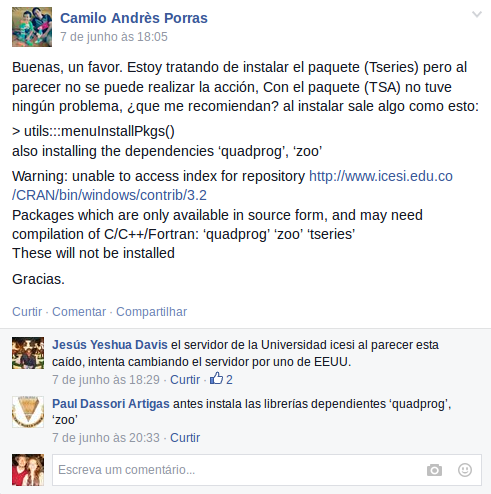 Camilo Andrès Porras
7 de junho às 18:05
Buenas, un favor. Estoy tratando de instalar el paquete (Tseries) pero al
parecer no se puede realizar la acción, Con el paquete (TSA) no tuve
ningún problema, ¿que me recomiendan? al instalar sale algo como esto:
> utils:::menuInstallPkgs()
also installing the dependencies ‘quadprog’, ‘zoo’
Warning: unable to access index for repository http://www.icesi.edu.co
/CRAN/bin/windows/contrib/3.2
Packages which are only available in source form, and may need
compilation of C/C++/Fortran: ‘quadprog’ ‘zoo’ ‘tseries’
These will not be installed
Gracias.
Curtir · Comentar · Compartilhar
Jesús Yeshua Davis el servidor de la Universidad icesi al parecer esta
caído, intenta cambiando el servidor por uno de EEUU.
7 de junho às 18:29 · Curtir · 2
Paul Dassori Artigas antes instala las librerías dependientes ‘quadprog’,
‘zoo’
7 de junho às 20:33 · Curtir
Escreva um comentário...